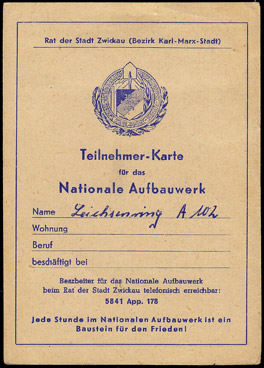 Rat der Stadt Zwickau (Bezirk Karl-Marx-Stadt)
Teilnehmer-Karte
für das
Nationale Aufbauwerk
Name Leichsenring A 102
Wohnung
Beruf
beschäftigt bei
Bearbeiter für das Nationale Aufbauwerk
beim Rat der Stadt Zwickau telefonisch erreichbar:
5841 App. 178
Jede Stunde im Nationalen Aufbauwerk ist ein
Baustein für den Frieden!